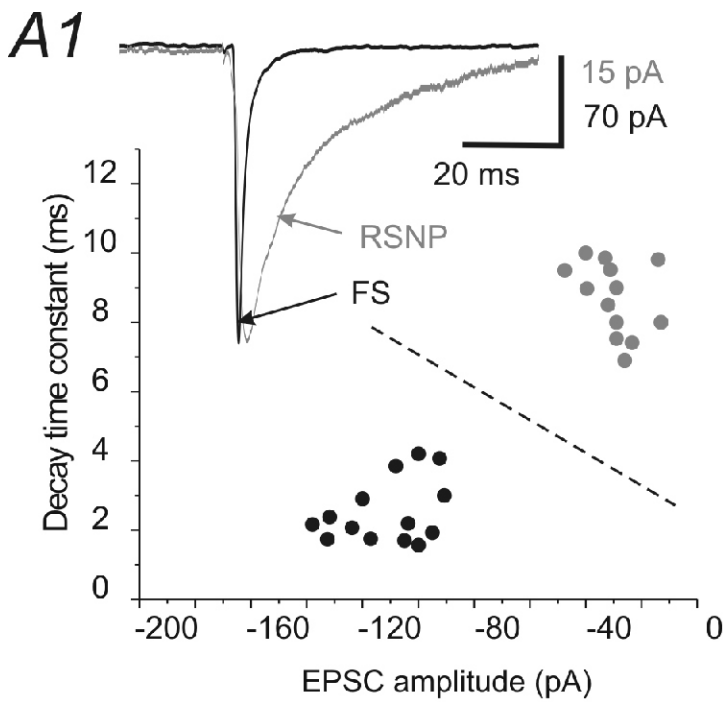 A1
15 pA
70 pA
20 ms
RSNP
FS
Decay time constant (ms)
12
10
8
6
4
2
0
-200 -160 -120 -80 -40 0
EPSC amplitude (pA)